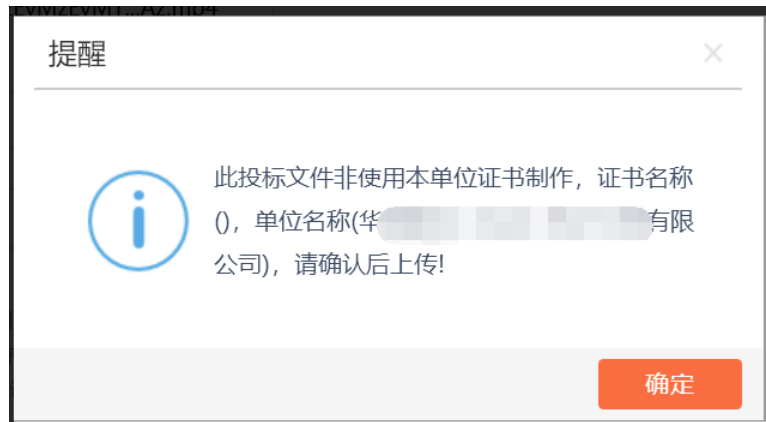 提醒
此投标文件非使用本单位证书制作，证书名称
()，单位名称(华
有限
公司)，请确认后上传!
确定